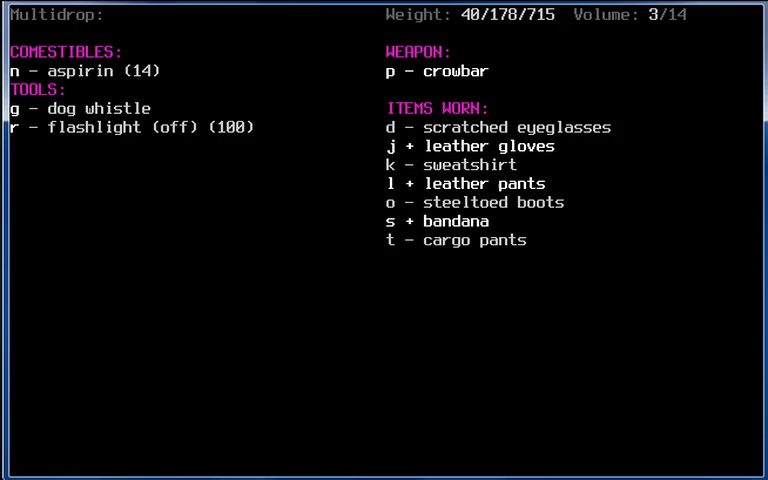 Multidrop: Weight: 40/178/715 Volume: 3/14
COMESTIBLES: WEAPON:
n - aspirin (14) p - crowbar
TOOLS:
g - dog whistle ITEMS WORN:
r - flashlight (off) (100) d - scratched eyeglasses
j + leather gloves
k - sweatshirt
l + leather pants
o - steeltoed boots
s + bandana
t - cargo pants